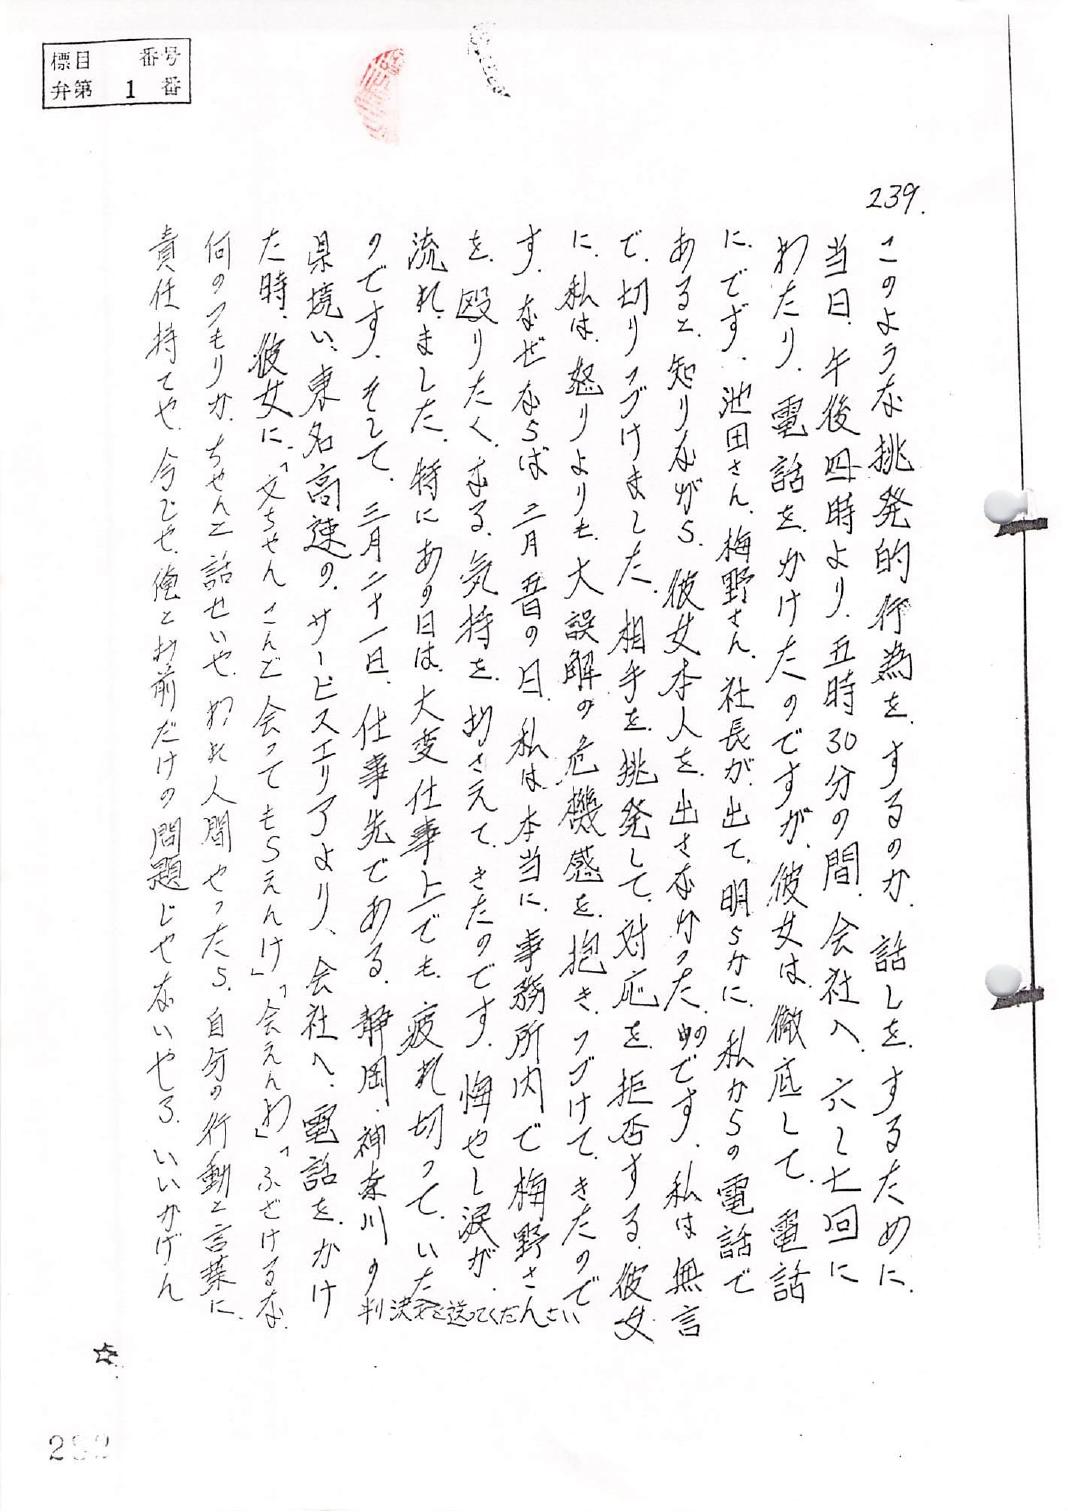 標目 番号
弁第 1 番
239.
このような挑発的行為を、するのか、話しを、するために、
当日、午後四時より、五時30分の間、会社へ、六〜七回に
わたり、電話を、かけたのですが、彼女は、徹底して、電話
に、でず、池田さん、梅野さん、社長が、出て、明らかに、私からの電話で
あると、知りながら、彼女本人を、出さなかったのです、私は、無言
で、切りつづけました、相手を、挑発して、対応を、拒否する、彼女
に、私は、怒りよりも、大誤解の危機感を、抱きつづけて、きたので
す、なぜならば、三月五日の日、私は、本当に、事務所内で、梅野さん
を、殴りたく、なる、気持を、おさえて、きたのです、悔やし涙が、
流れました、特に、あの日は、大変仕事上でも、疲れ切って、いた
のです、そして、三月二十一日、仕事先である、静岡、神奈川の
県境い、東名高速の、サービスエリアより、会社へ、電話を、かけ
た時、彼女に、「文ちゃん こんど 会ってもらえんけ」「会えんわ」「ふざけるな、
何のつもりか、ちゃんと 話せいや、われ人間やったら、自分の行動と言葉に、
責任持てや、今じゃ、俺とお前だけの問題じゃないやろ、いいかげん
判決を送ってください
☆